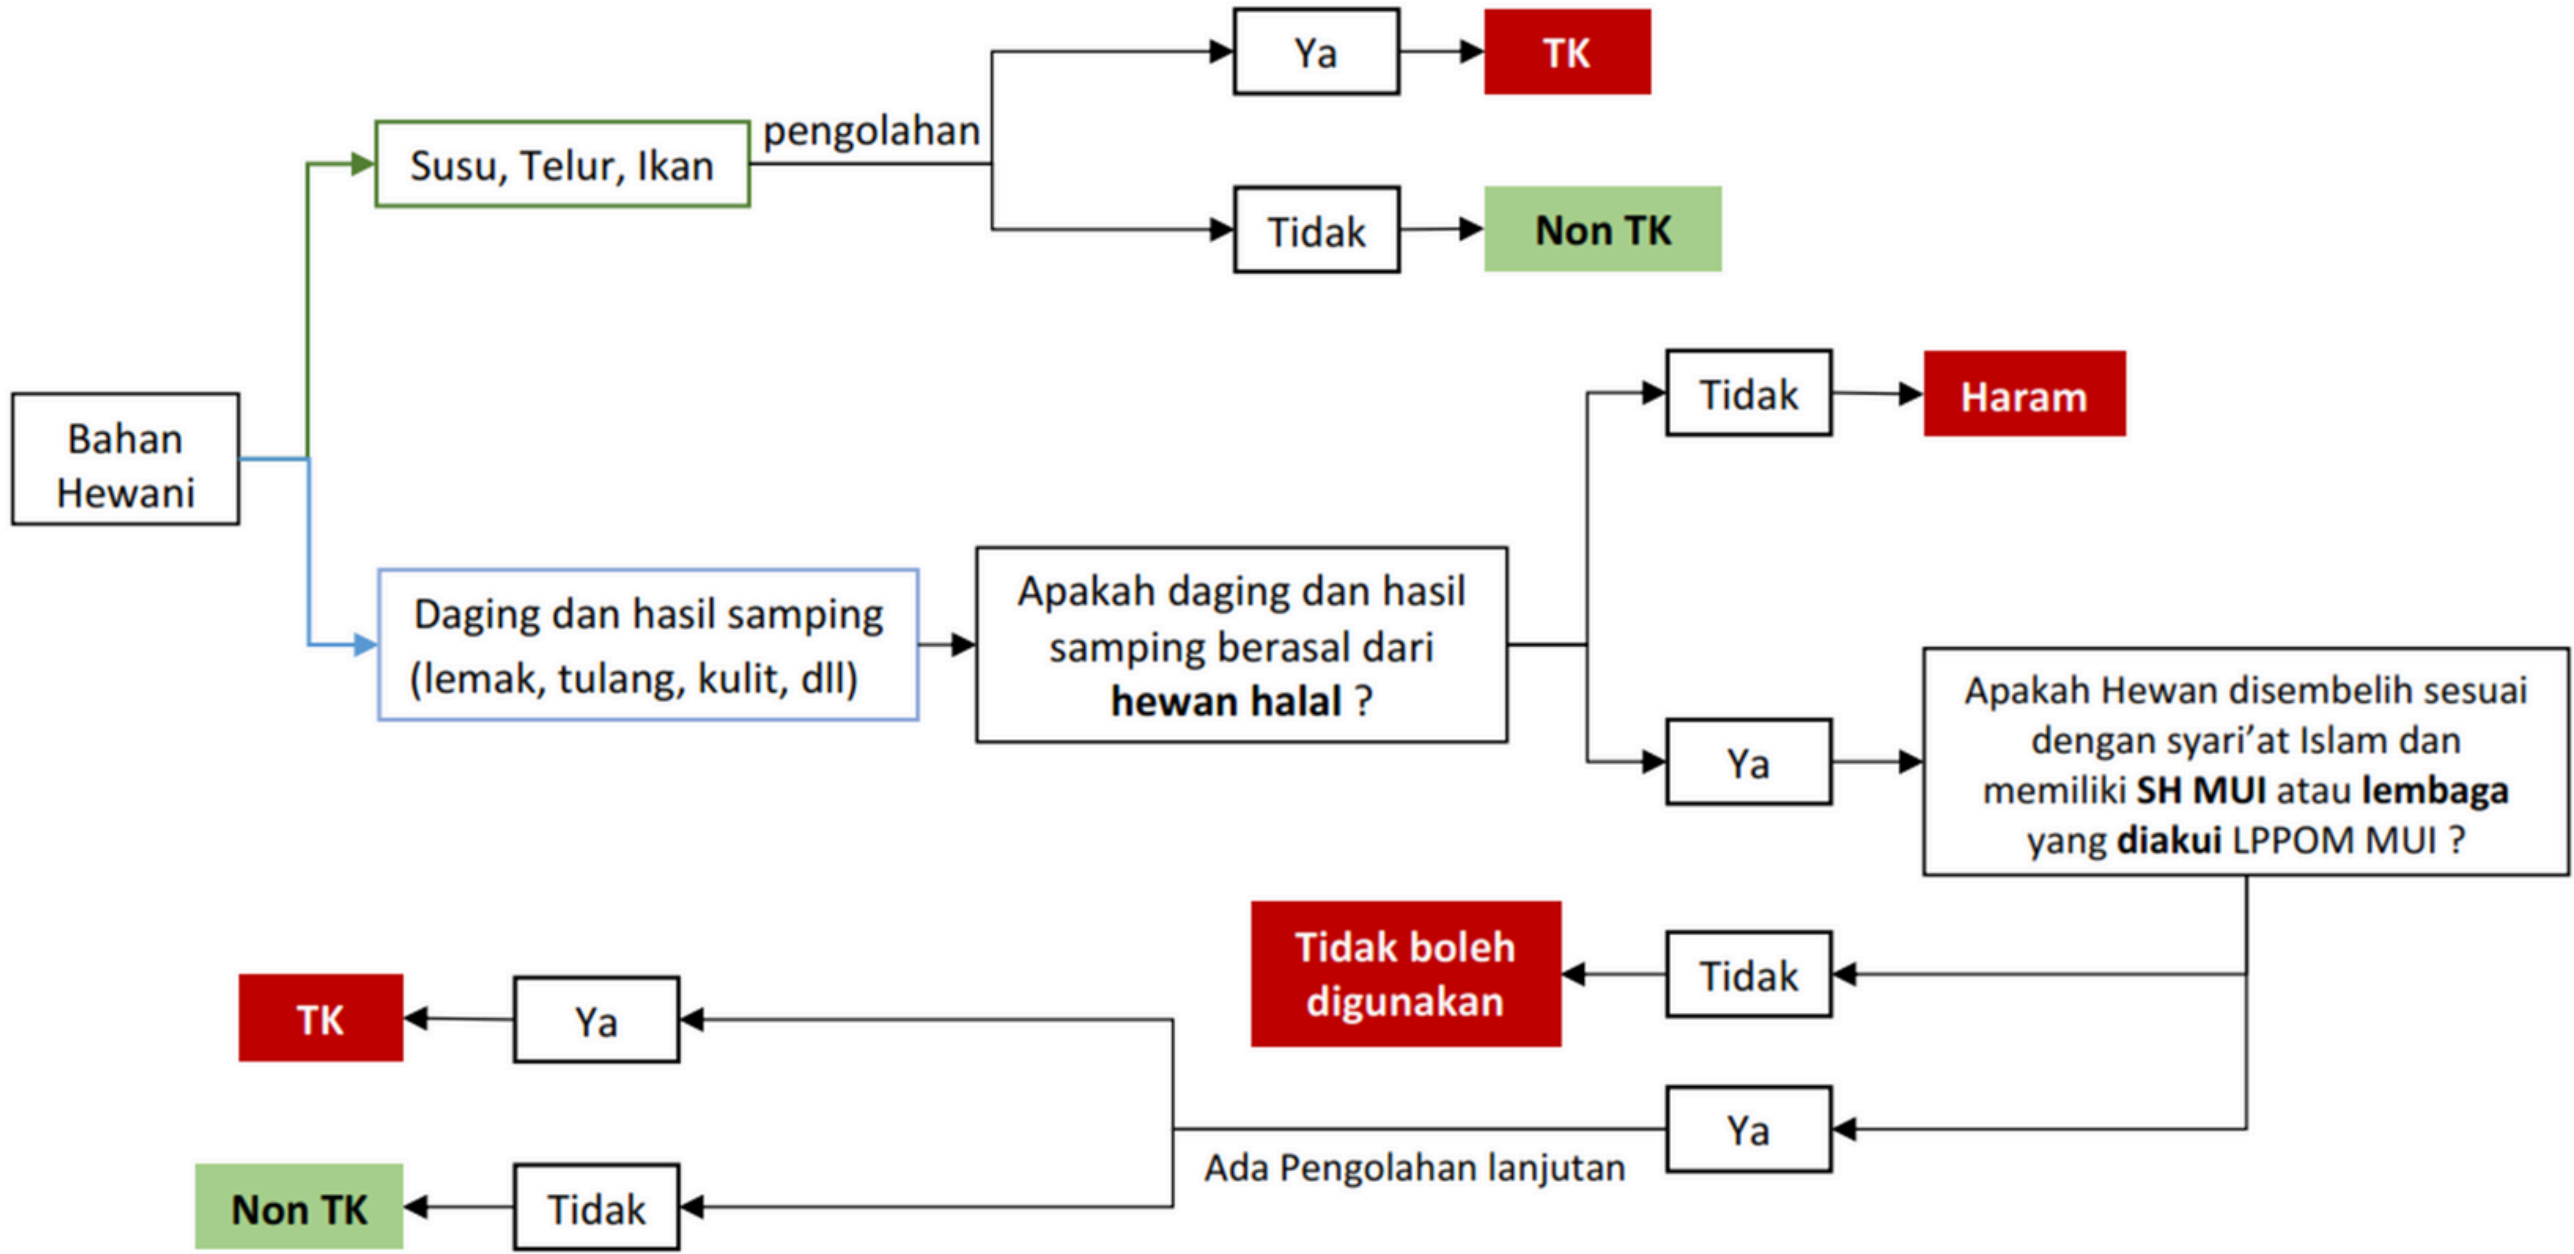 Ya
TK
pengolahan
Susu, Telur, Ikan
Tidak
Non TK
Bahan
Hewani
Tidak
Haram
Daging dan hasil samping
(lemak, tulang, kulit, dll)
Apakah daging dan hasil
samping berasal dari
hewan halal ?
Ya
Apakah Hewan disembelih sesuai
dengan syari’at Islam dan
memiliki SH MUI atau lembaga
yang diakui LPPOM MUI ?
Tidak
Tidak boleh
digunakan
Ya
Ada Pengolahan lanjutan
Ya
TK
Tidak
Non TK